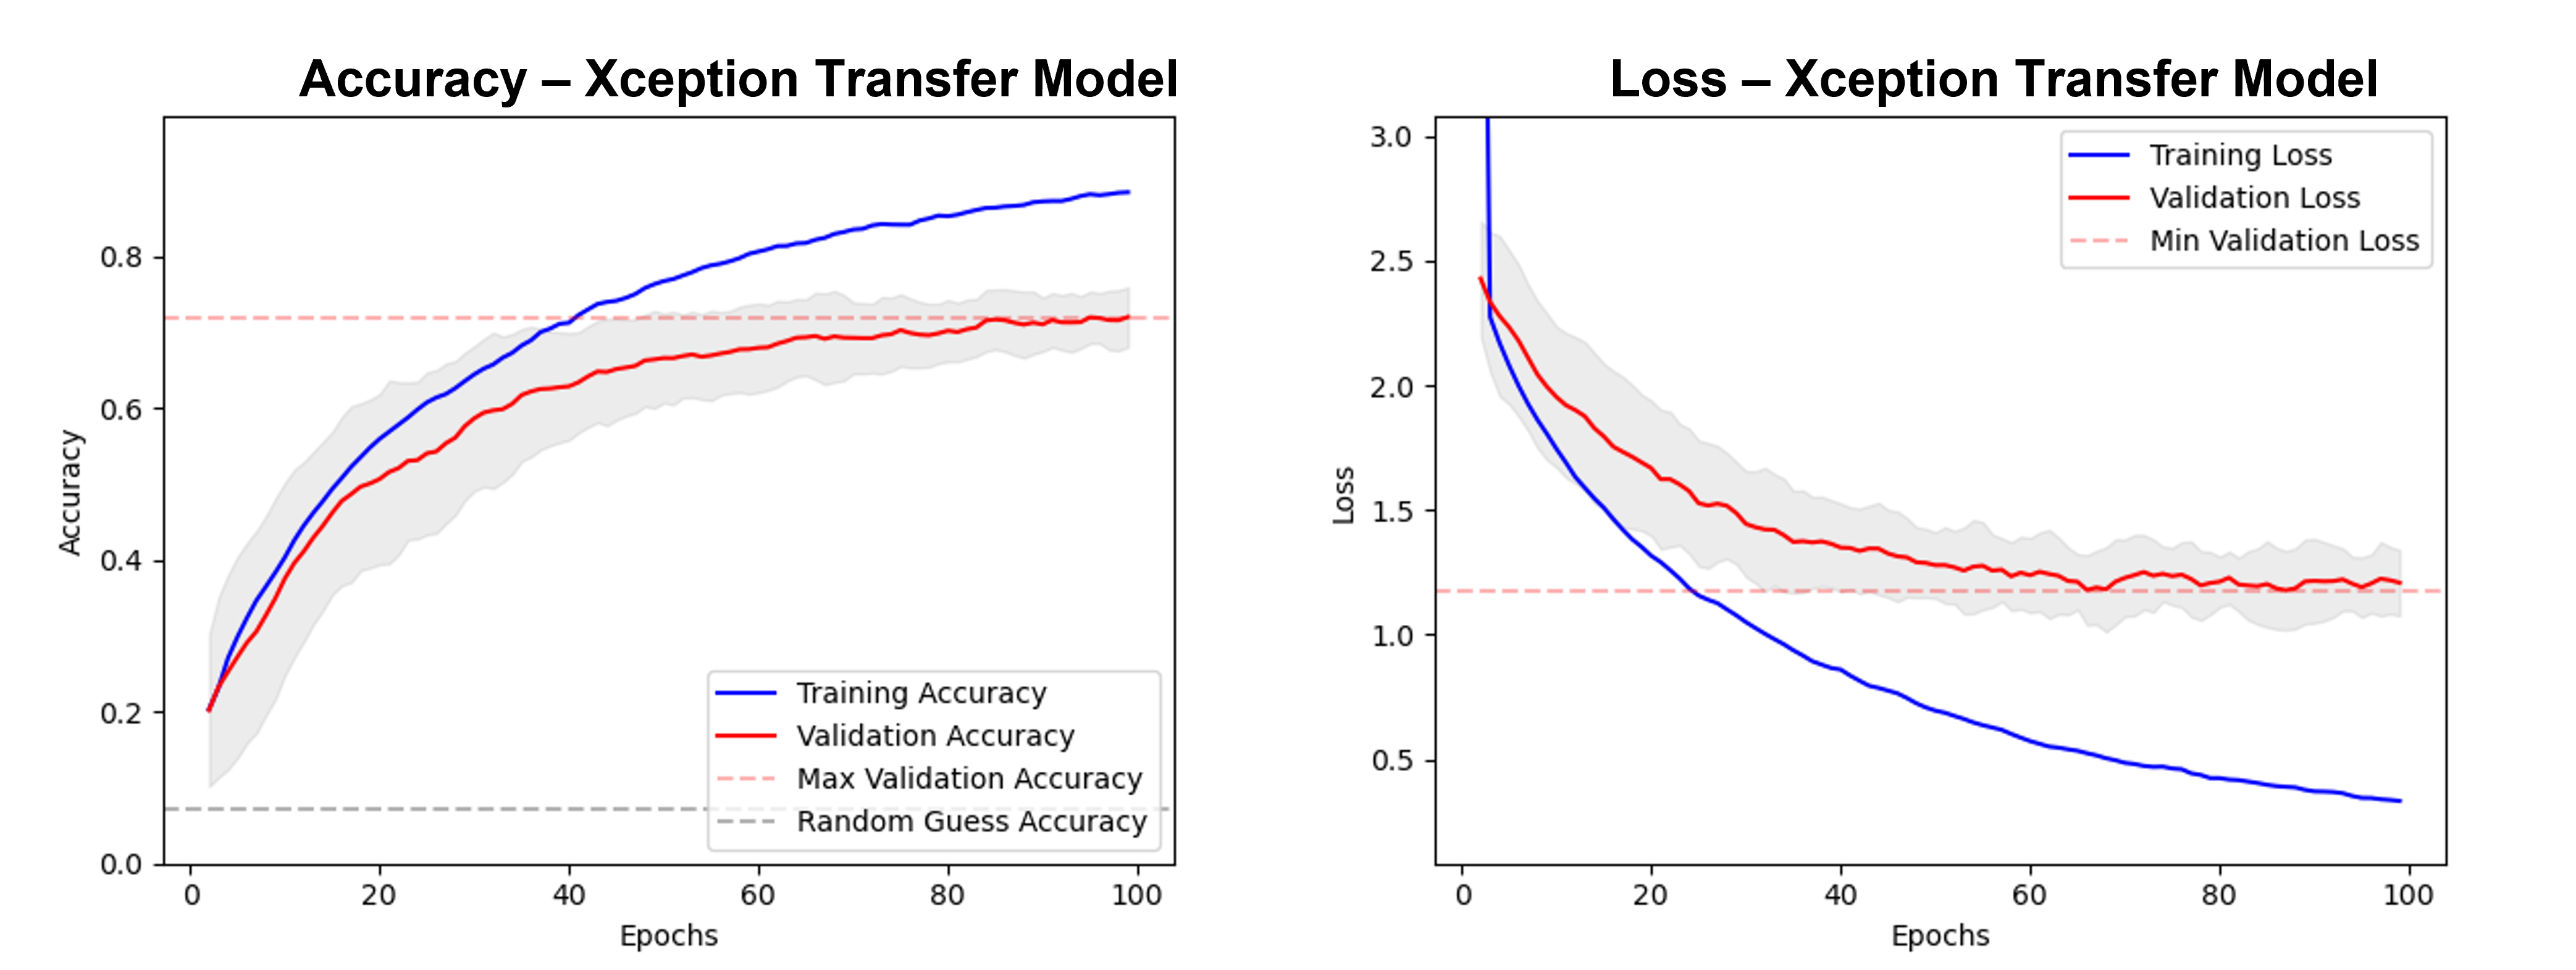 Accuracy – Xception Transfer Model
Accuracy
0.8
0.6
0.4
0.2
0.0
0 20 40 60 80 100
Epochs
Training Accuracy
Validation Accuracy
Max Validation Accuracy
Random Guess Accuracy
Loss – Xception Transfer Model
Loss
3.0
2.5
2.0
1.5
1.0
0.5
0 20 40 60 80 100
Epochs
Training Loss
Validation Loss
Min Validation Loss